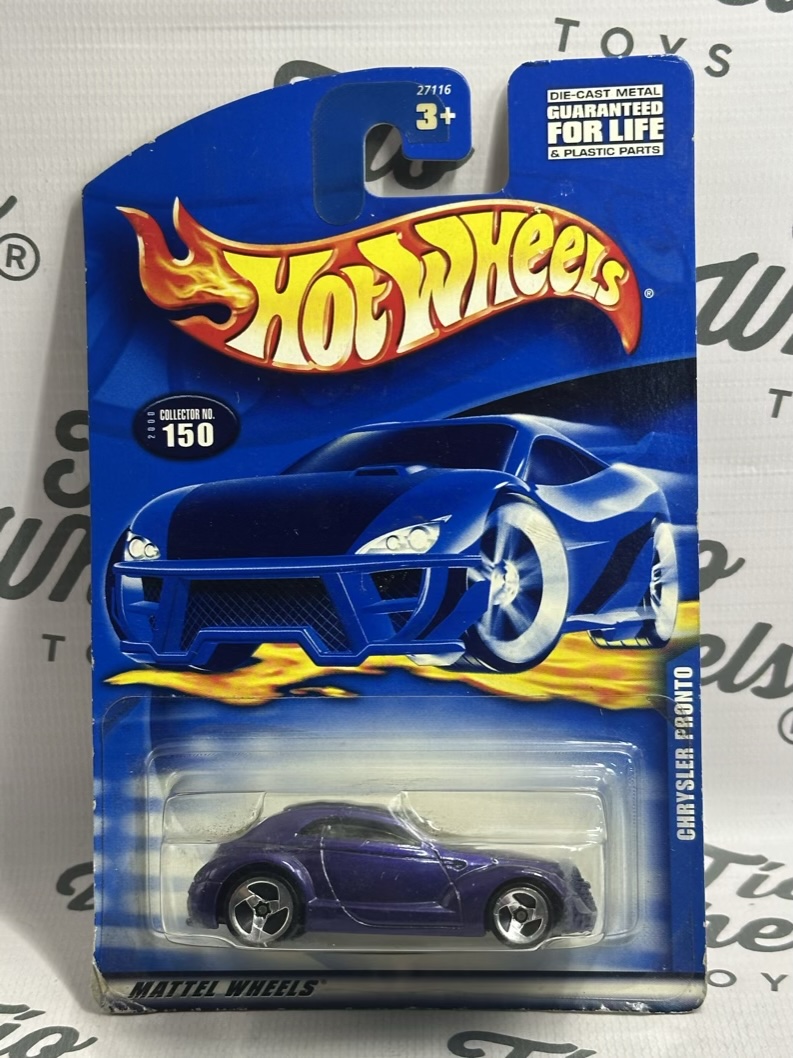 TOYS
27116
3+
DIE-CAST METAL
GUARANTEED
FOR LIFE
& PLASTIC PARTS
HOT WHEELS®
2000
COLLECTOR NO.
150
CHRYSLER PRONTO
MATTEL WHEELS®